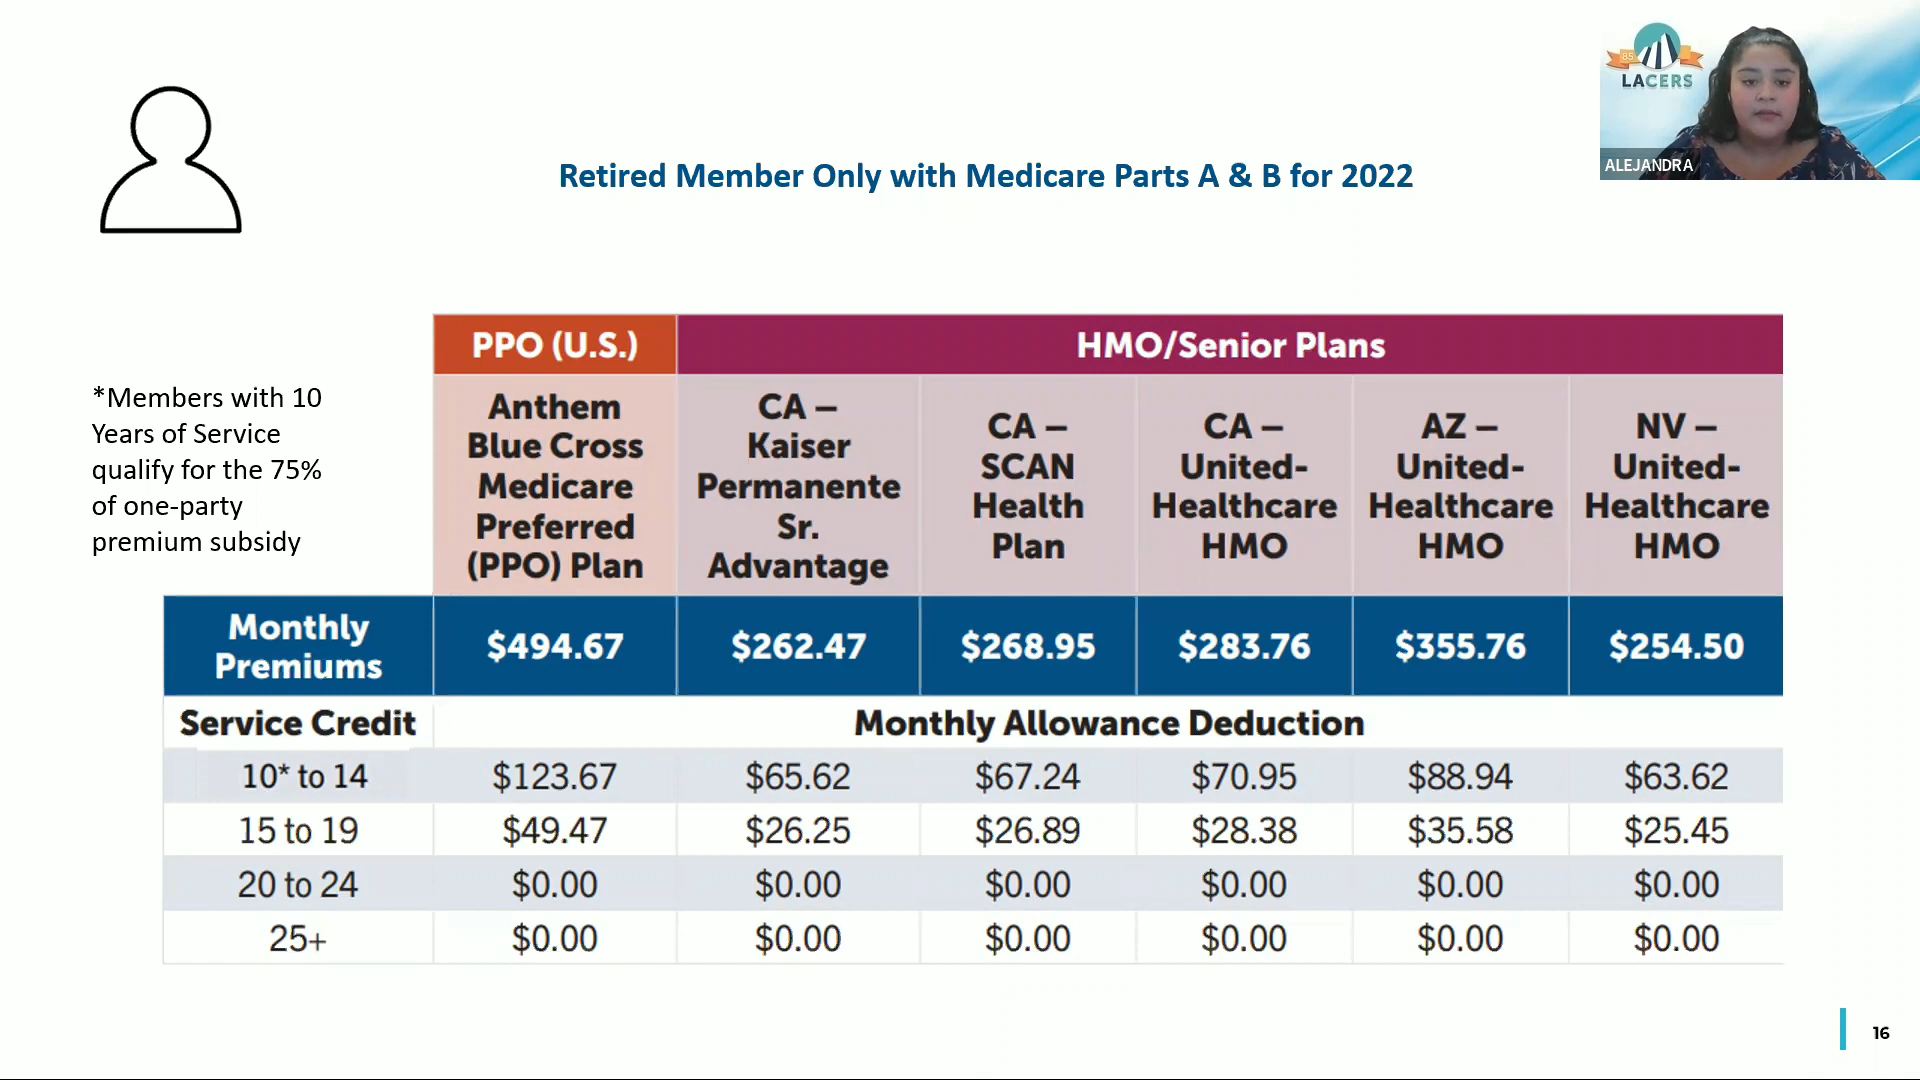 85
LACERS
ALEJANDRA
Retired Member Only with Medicare Parts A & B for 2022
*Members with 10
Years of Service
qualify for the 75%
of one-party
premium subsidy
PPO (U.S.) HMO/Senior Plans
Anthem
Blue Cross
Medicare
Preferred
(PPO) Plan
CA –
Kaiser
Permanente
Sr.
Advantage
CA –
SCAN
Health
Plan
CA –
United-
Healthcare
HMO
AZ –
United-
Healthcare
HMO
NV –
United-
Healthcare
HMO
Monthly
Premiums
$494.67 $262.47 $268.95 $283.76 $355.76 $254.50
Service Credit Monthly Allowance Deduction
10* to 14 $123.67 $65.62 $67.24 $70.95 $88.94 $63.62
15 to 19 $49.47 $26.25 $26.89 $28.38 $35.58 $25.45
20 to 24 $0.00 $0.00 $0.00 $0.00 $0.00 $0.00
25+ $0.00 $0.00 $0.00 $0.00 $0.00 $0.00
16